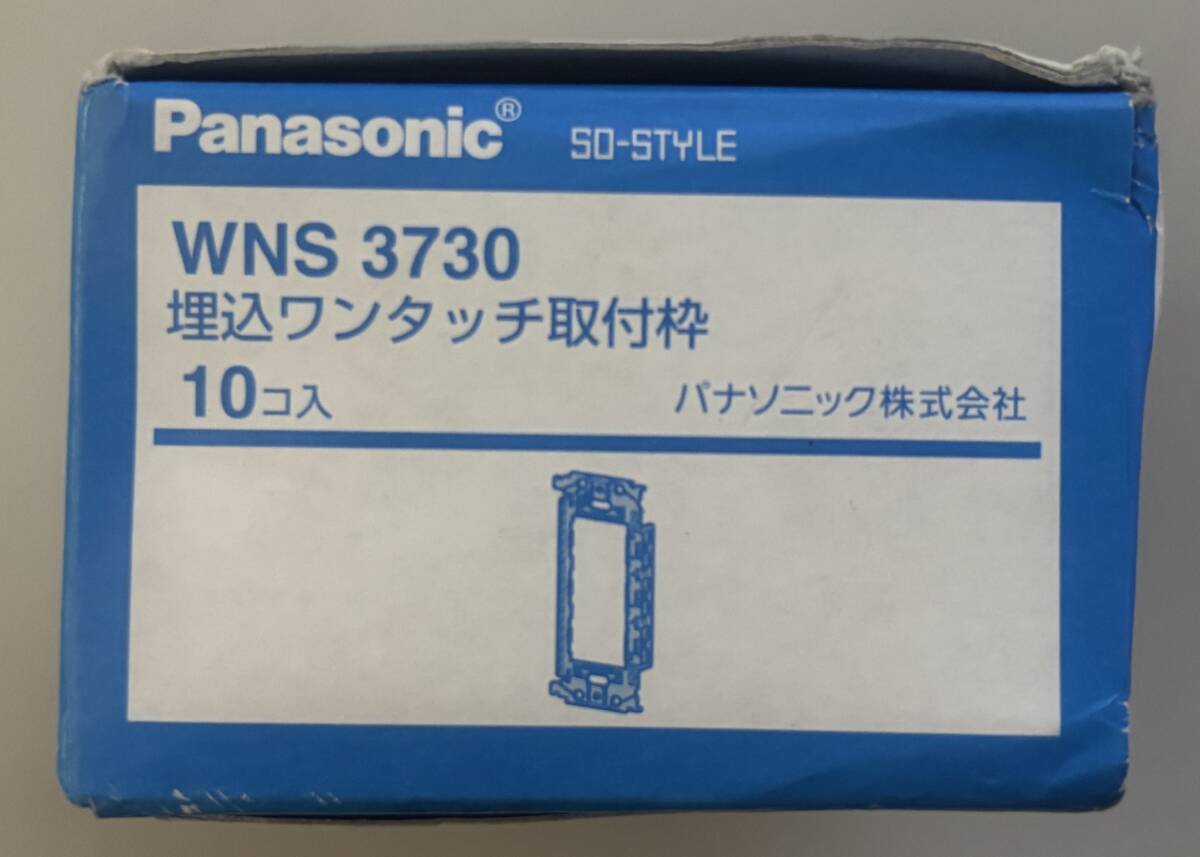 Panasonic® SO-STYLE
WNS 3730
埋込ワンタッチ取付枠
10コ入 パナソニック株式会社